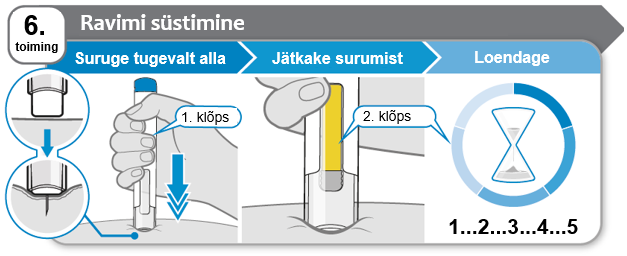 6.
toiming
Ravimi süstimine
Suruge tugevalt alla
Jätkake surumist
Loendage
1. klõps
2. klõps
1...2...3...4...5